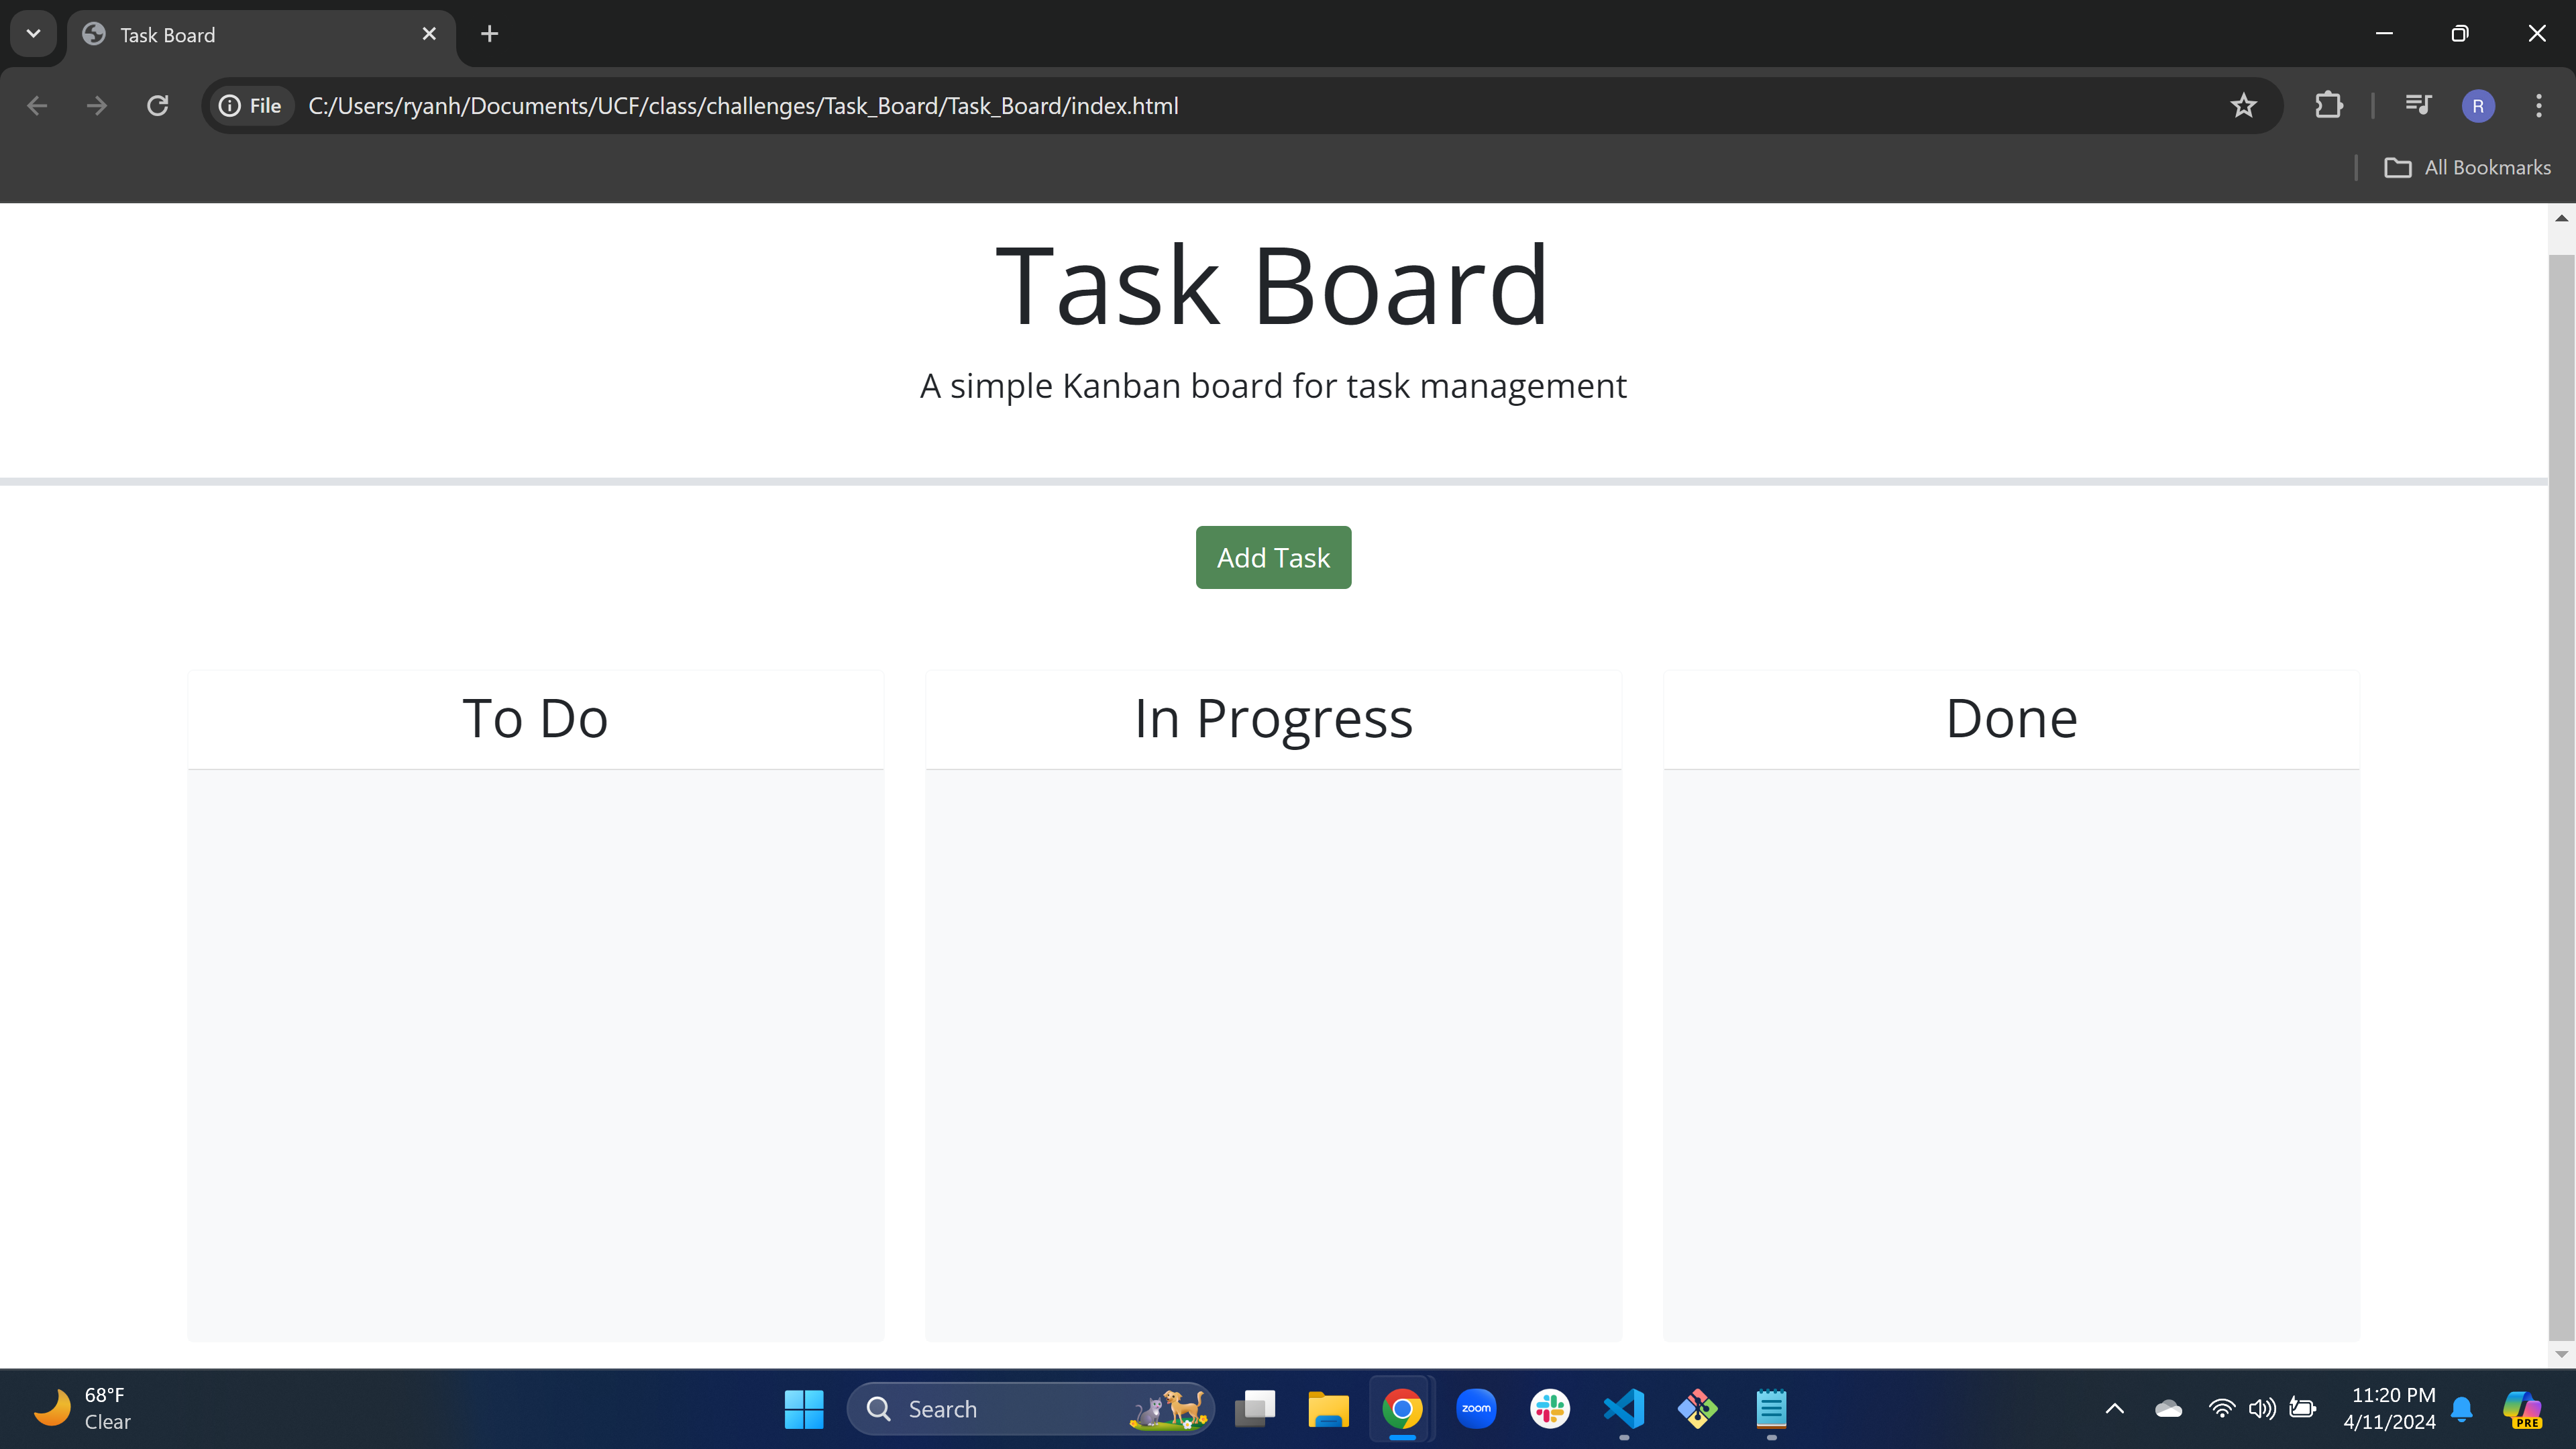 Task Board
File C:/Users/ryanh/Documents/UCF/class/challenges/Task_Board/Task_Board/index.html
R
All Bookmarks
Task Board
A simple Kanban board for task management
Add Task
To Do
In Progress
Done
68°F
Clear
Search
zoom
11:20 PM
4/11/2024
PRE